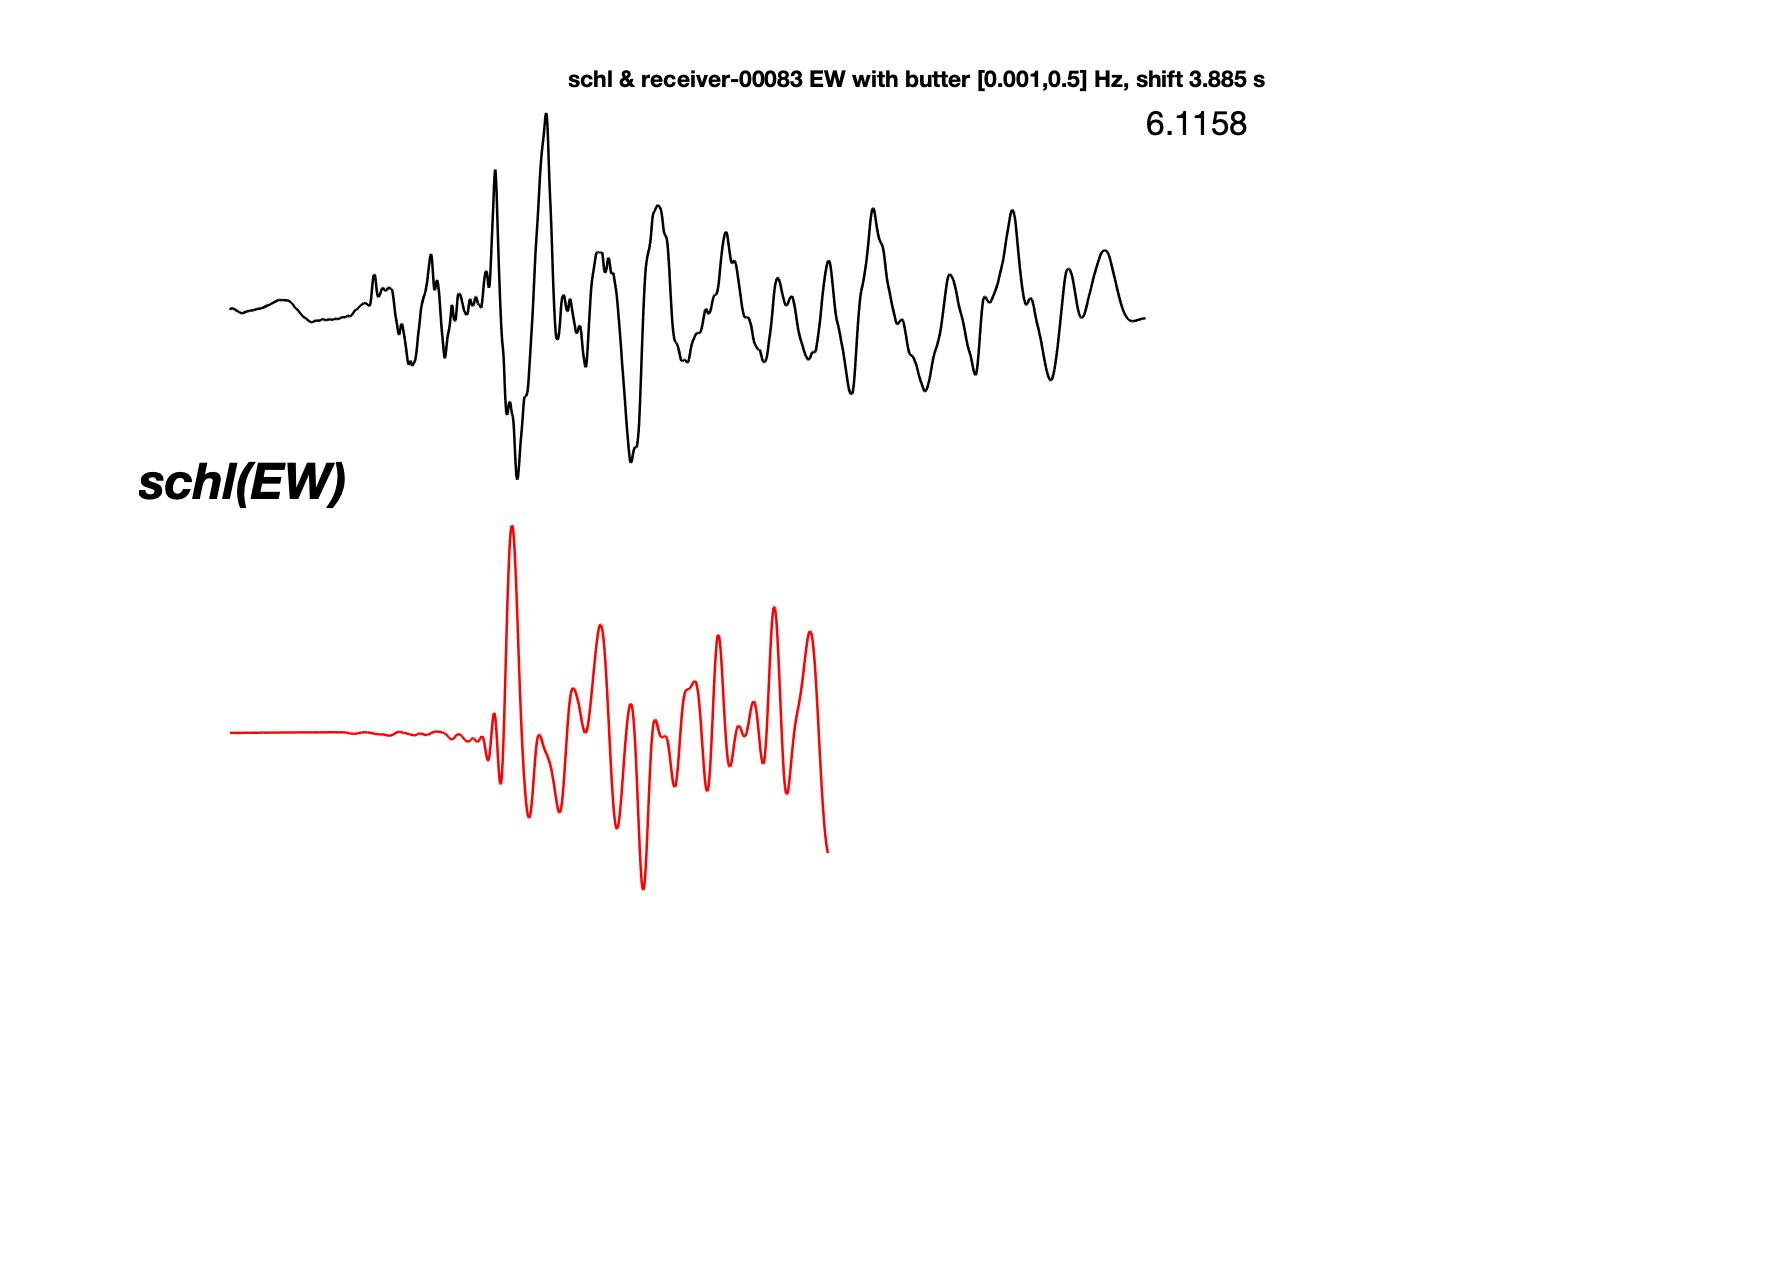 schl & receiver-00083 EW with butter [0.001,0.5] Hz, shift 3.885 s
6.1158
schl(EW)